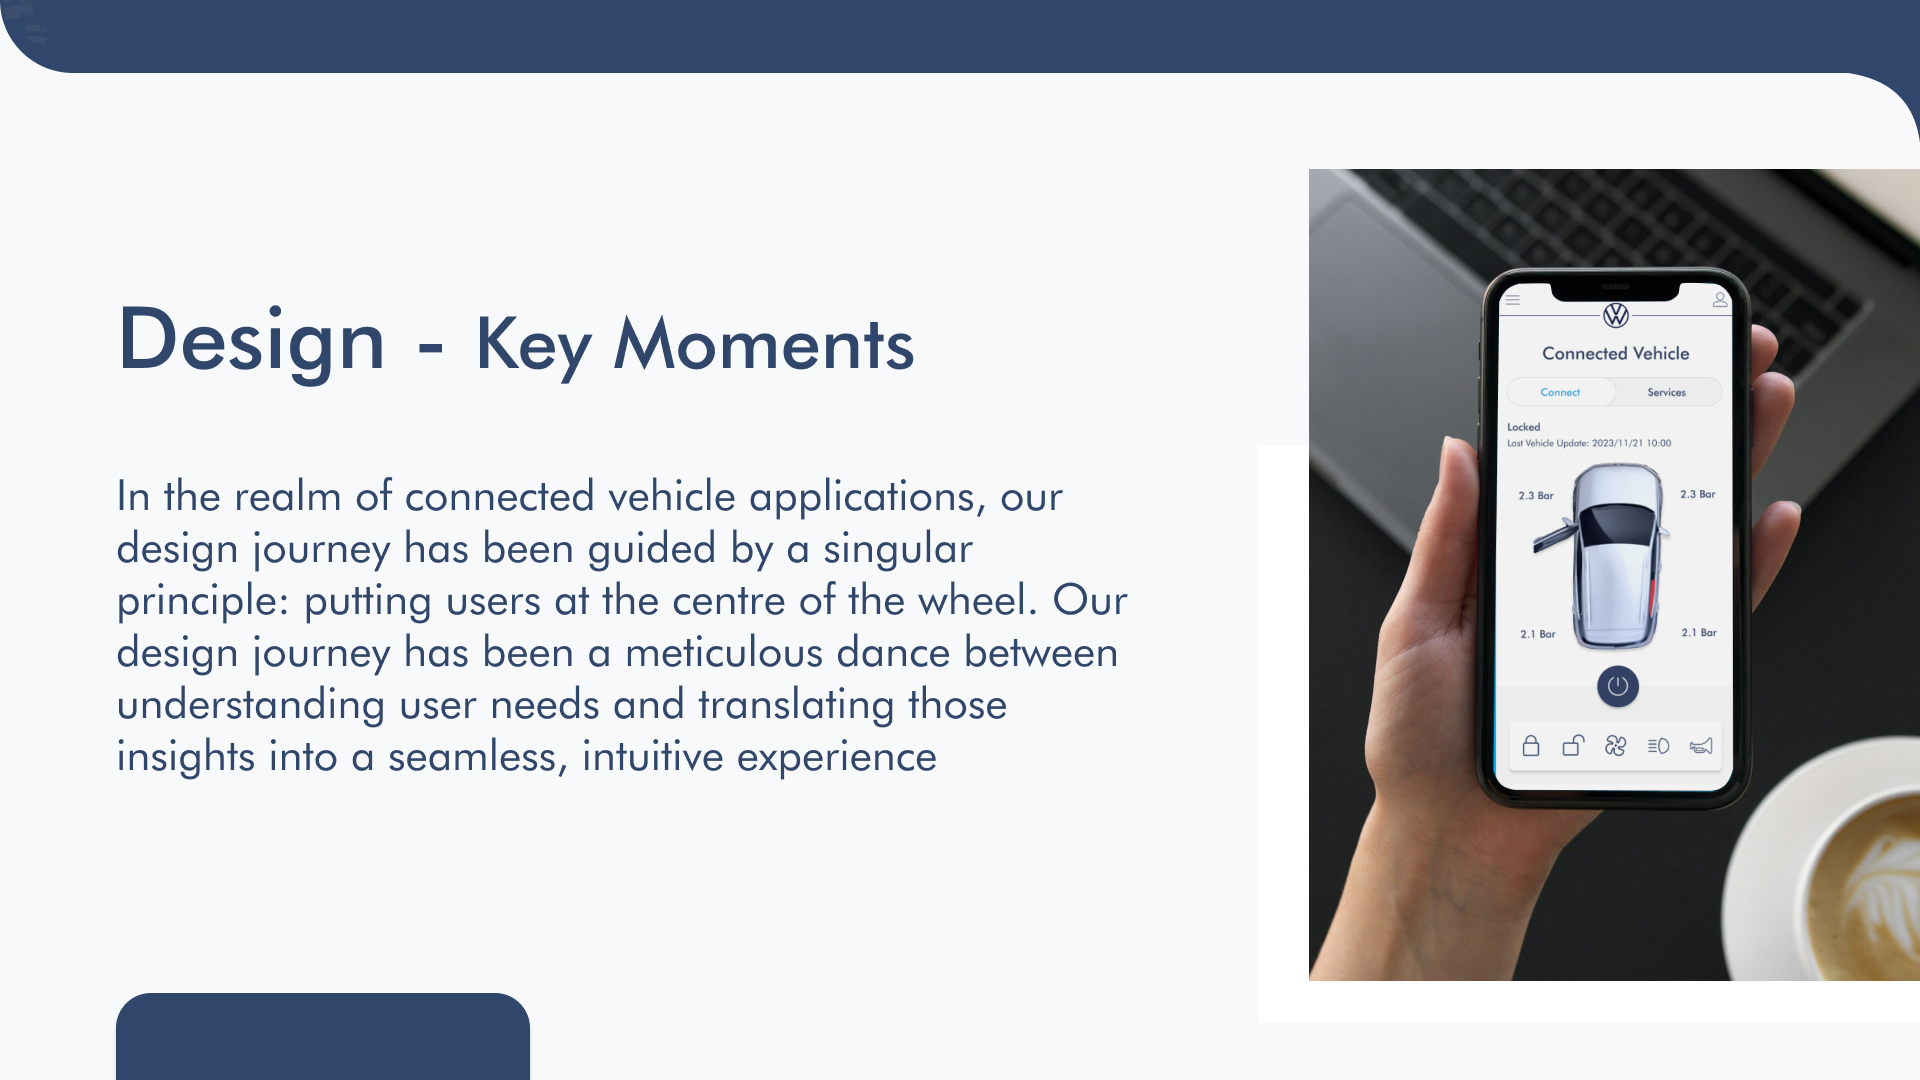 Design - Key Moments
In the realm of connected vehicle applications, our
design journey has been guided by a singular
principle: putting users at the centre of the wheel. Our
design journey has been a meticulous dance between
understanding user needs and translating those
insights into a seamless, intuitive experience
Connected Vehicle
Connect Services
Locked
Last Vehicle Update: 2023/11/21 10:00
2.3 Bar 2.3 Bar
2.1 Bar 2.1 Bar